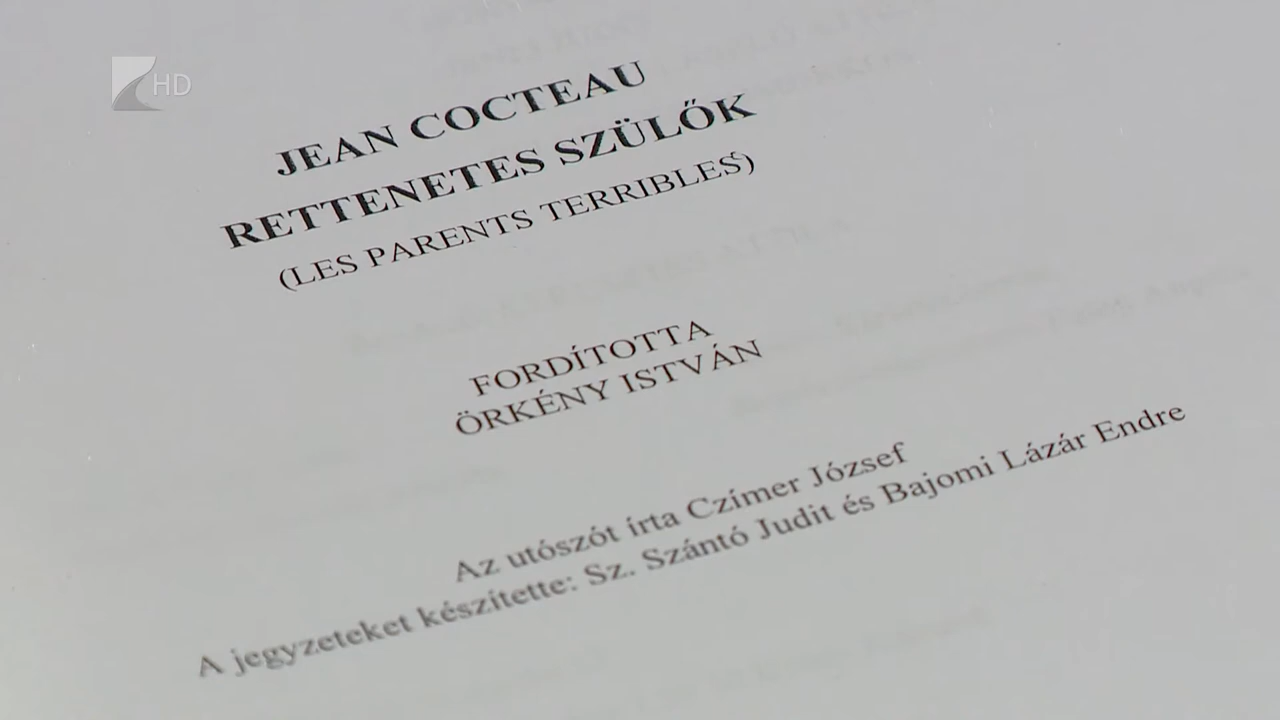 HD
JEAN COCTEAU
RETTENETES SZÜLŐK
(LES PARENTS TERRIBLES)
FORDÍTOTTA
ÖRKÉNY ISTVÁN
Az utószót írta Czímer József
A jegyzeteket készítette: Sz. Szántó Judit és Bajomi Lázár Endre